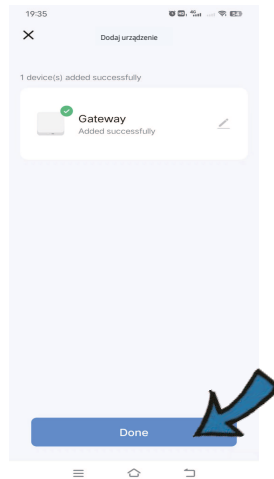 19:35
Dodaj urządzenie
1 device(s) added successfully
Gateway
Added successfully
Done